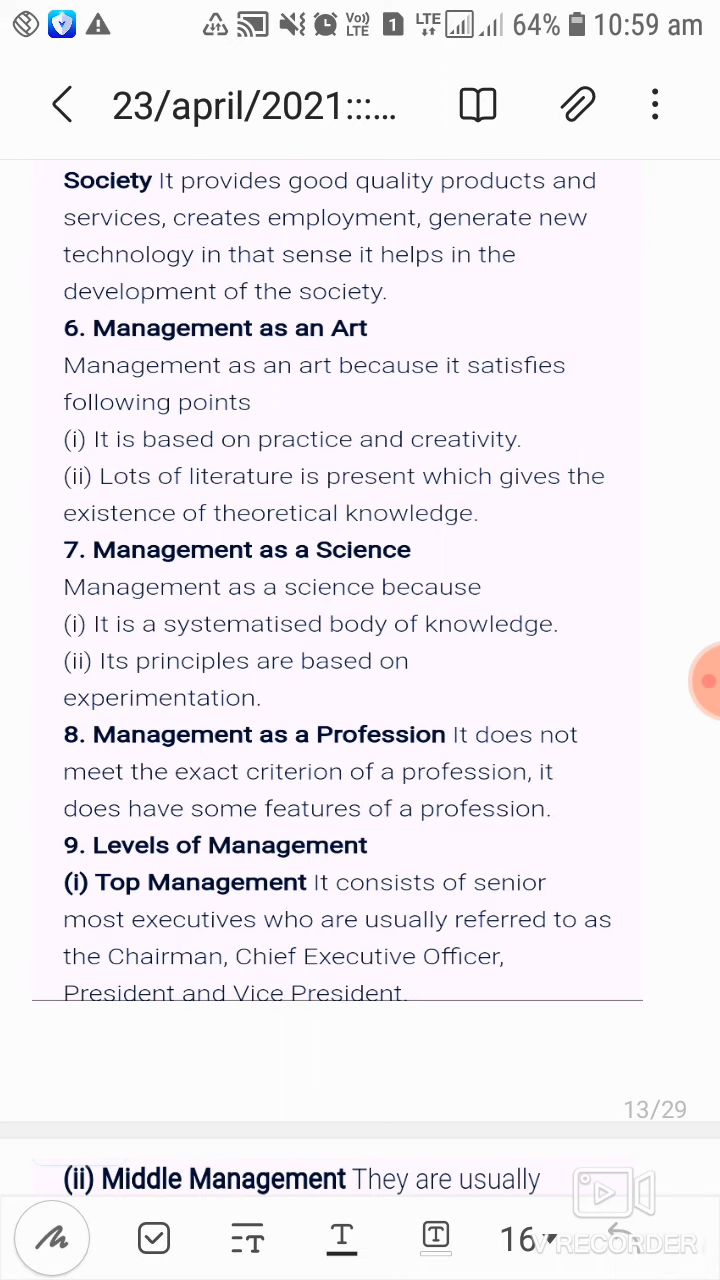 Vo)) LTE 1 LTE 64% 10:59 am
23/april/2021:::...
Society It provides good quality products and
services, creates employment, generate new
technology in that sense it helps in the
development of the society.
6. Management as an Art
Management as an art because it satisfies
following points
(i) It is based on practice and creativity.
(ii) Lots of literature is present which gives the
existence of theoretical knowledge.
7. Management as a Science
Management as a science because
(i) It is a systematised body of knowledge.
(ii) Its principles are based on
experimentation.
8. Management as a Profession It does not
meet the exact criterion of a profession, it
does have some features of a profession.
9. Levels of Management
(i) Top Management It consists of senior
most executives who are usually referred to as
the Chairman, Chief Executive Officer,
President and Vice President.
13/29
(ii) Middle Management They are usually
T T T 16
V RECORDER